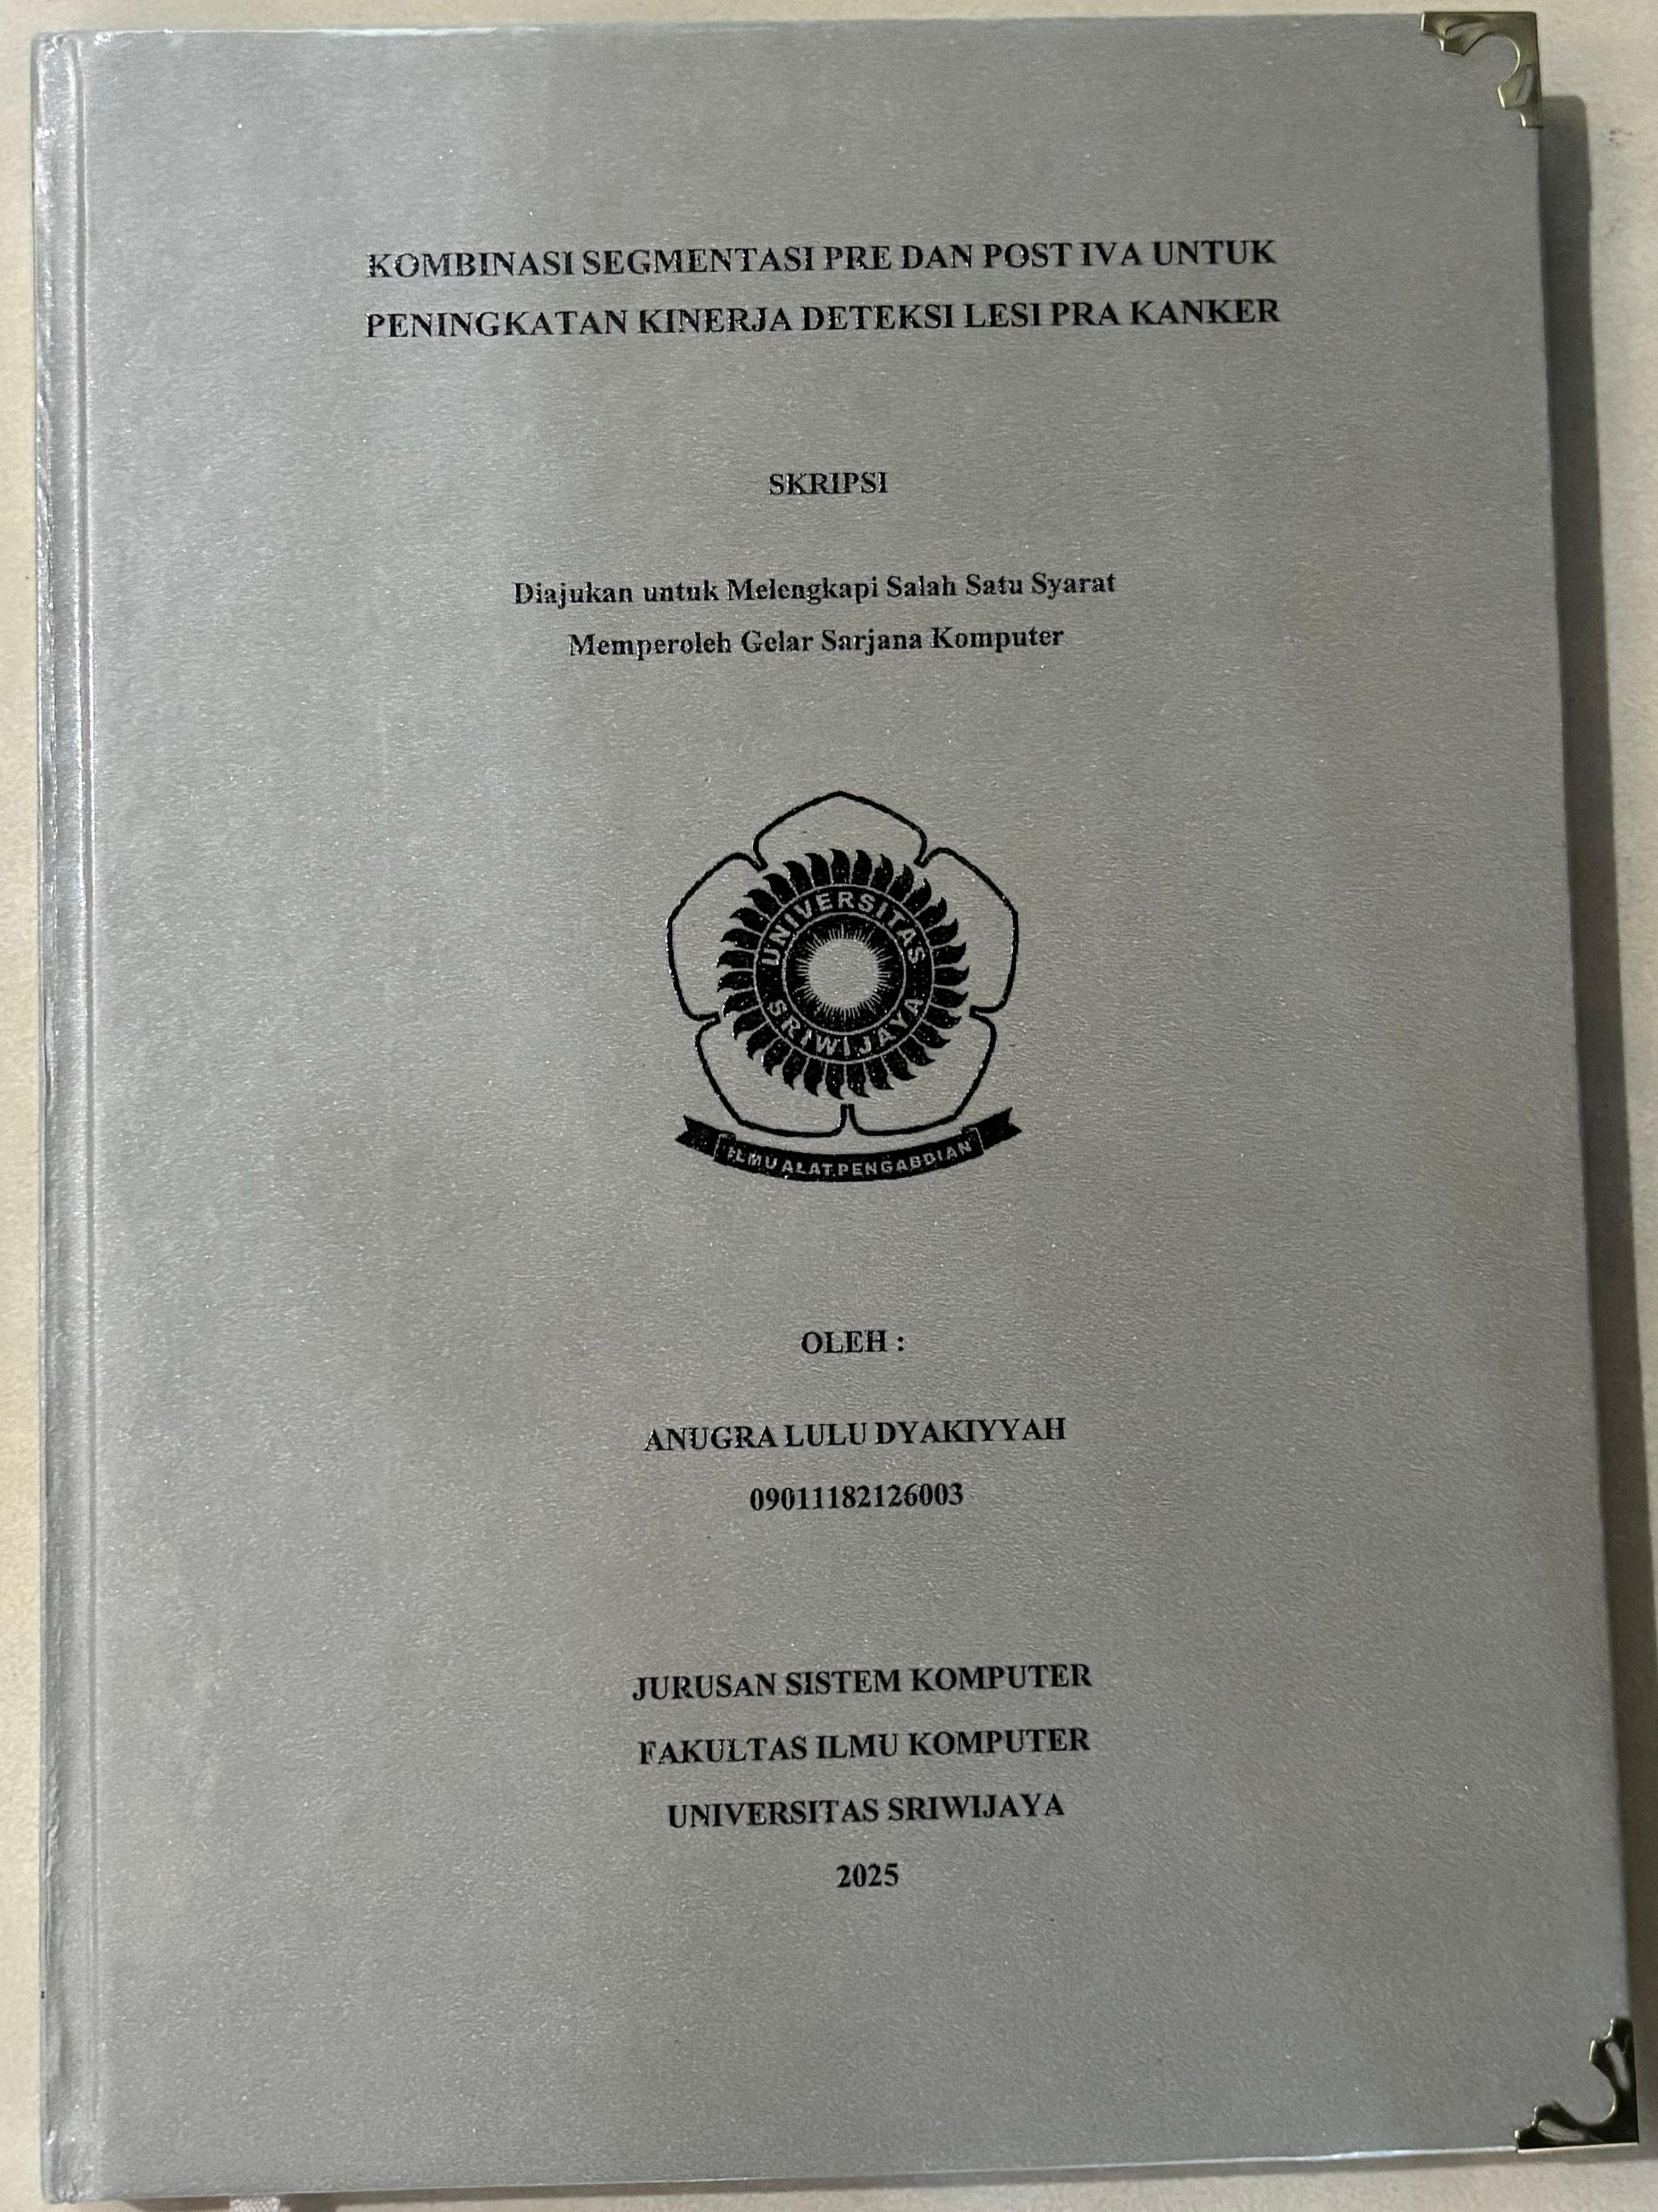 KOMBINASI SEGMENTASI PRE DAN POST IVA UNTUK
PENINGKATAN KINERJA DETEKSI LESI PRA KANKER
SKRIPSI
Diajukan untuk Melengkapi Salah Satu Syarat
Memperoleh Gelar Sarjana Komputer
UNIVERSITAS
SRIWIJAYA
ILMU ALAT PENGABDIAN
OLEH :
ANUGRA LULU DYAKIYYAH
09011182126003
JURUSAN SISTEM KOMPUTER
FAKULTAS ILMU KOMPUTER
UNIVERSITAS SRIWIJAYA
2025